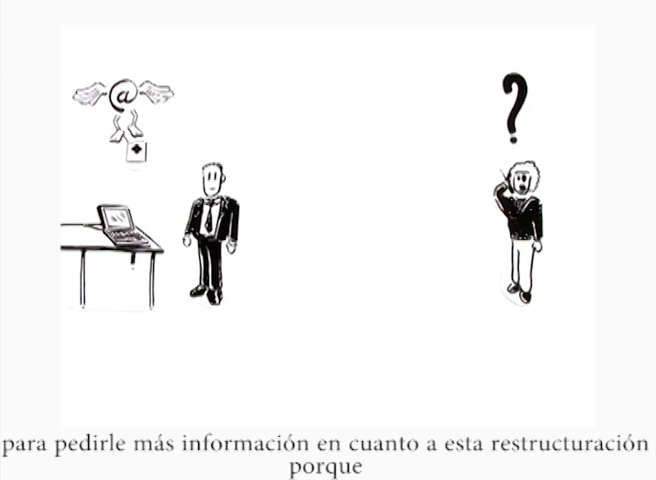 @
?
para pedirle más información en cuanto a esta restructuración
porque